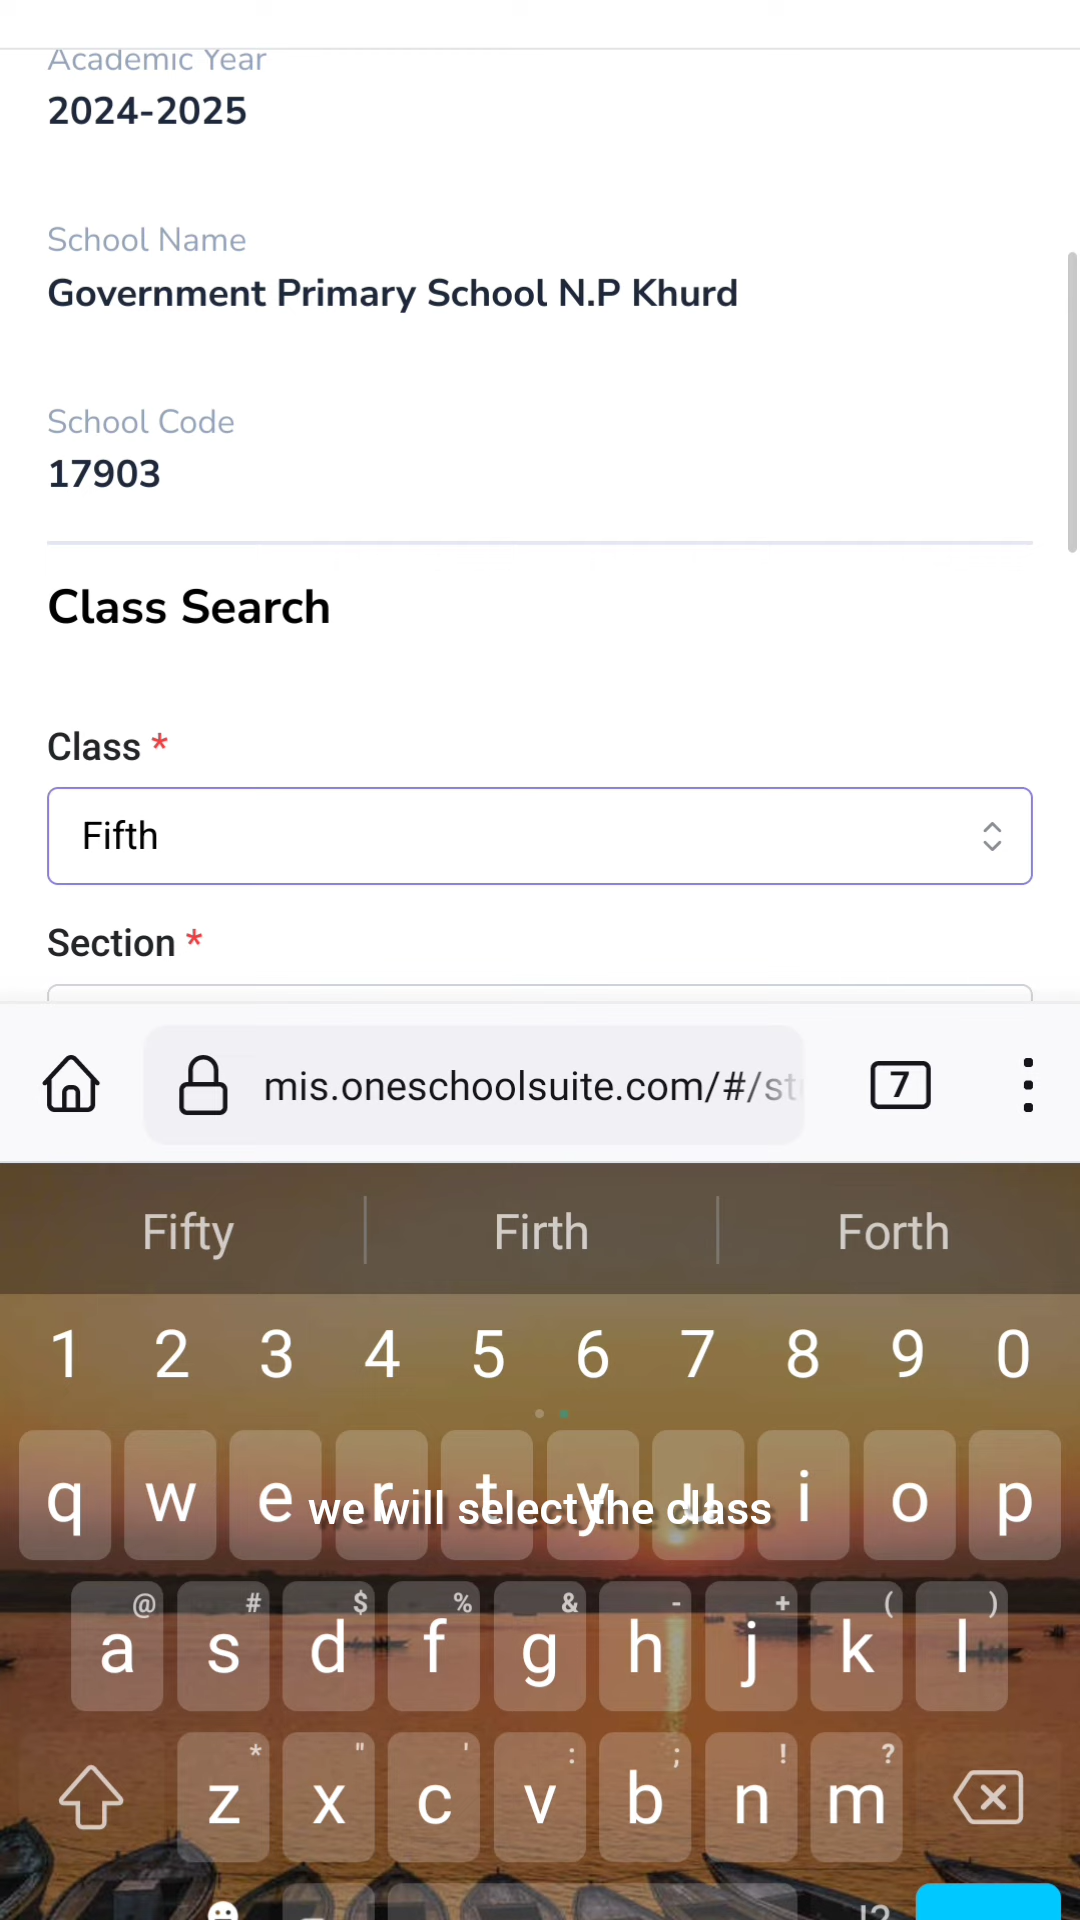 Academic Year
2024-2025
School Name
Government Primary School N.P Khurd
School Code
17903
Class Search
Class *
Fifth
Section *
mis.oneschoolsuite.com/#/st
7
Fifty Firth Forth
1 2 3 4 5 6 7 8 9 0
q w e r t y u i o p
we will select the class
@ # $ % & - + ( )
a s d f g h j k l
* " ' : ; ! ?
z x c v b n m
!?